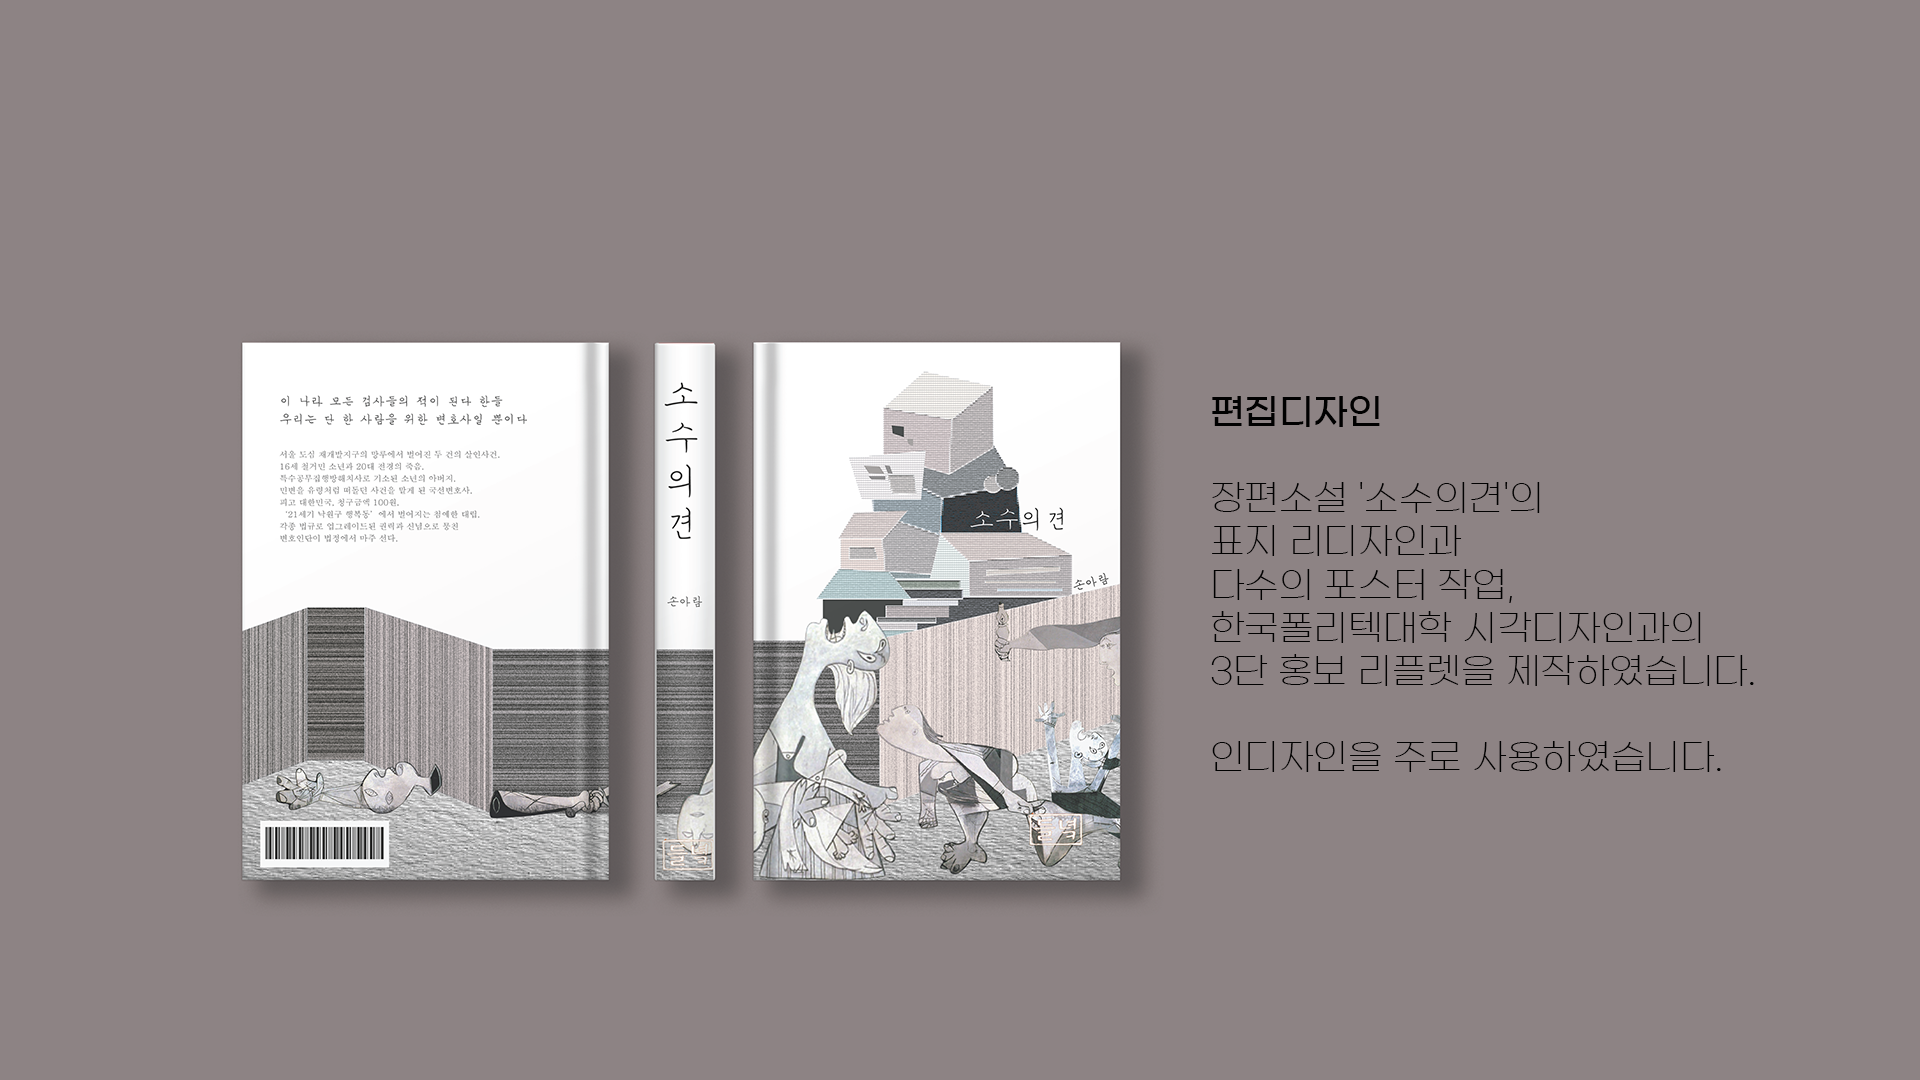 이 나라 모든 검사들의 적이 된다 한들
우리는 단 한 사람을 위한 변호사일 뿐이다
서울 도심 재개발지구의 망루에서 벌어진 두 건의 살인사건.
16세 철거민 소년과 20대 전경의 죽음.
특수공무집행방해치사로 기소된 소년의 아버지.
민변을 유령처럼 떠돌던 사건을 맡게 된 국선변호사.
피고 대한민국, 청구금액 100원.
'21세기 낙원구 행복동' 에서 벌어지는 첨예한 대립.
각종 법규로 업그레이드된 권력과 신념으로 뭉친
변호인단이 법정에서 마주 선다.
소수의견
손아람
들녘
소수의견
손아람
들녘
편집디자인
장편소설 '소수의견'의
표지 리디자인과
다수의 포스터 작업,
한국폴리텍대학 시각디자인과의
3단 홍보 리플렛을 제작하였습니다.
인디자인을 주로 사용하였습니다.